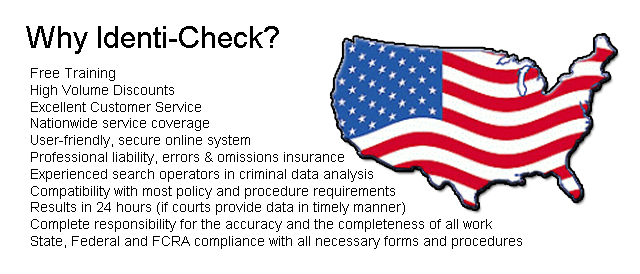 Why Identi-Check?
Free Training
High Volume Discounts
Excellent Customer Service
Nationwide service coverage
User-friendly, secure online system
Professional liability, errors & omissions insurance
Experienced search operators in criminal data analysis
Compatibility with most policy and procedure requirements
Results in 24 hours (if courts provide data in timely manner)
Complete responsibility for the accuracy and the completeness of all work
State, Federal and FCRA compliance with all necessary forms and procedures